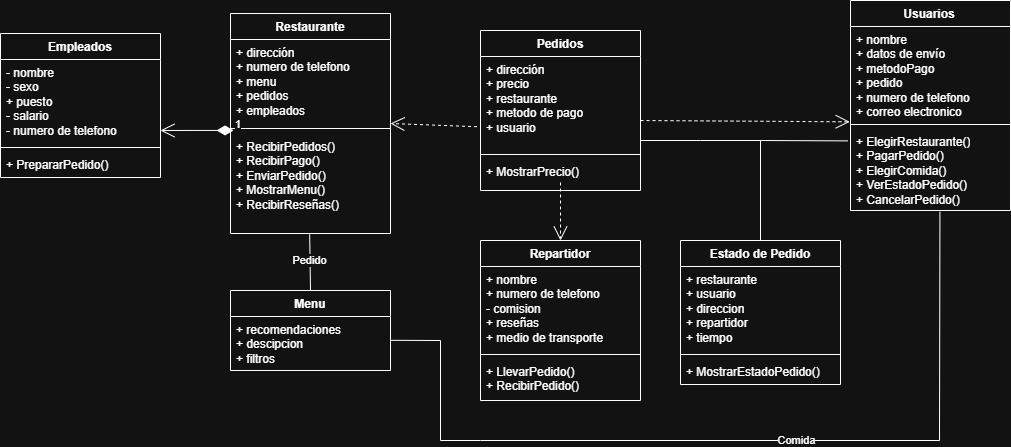 Empleados
- nombre
- sexo
+ puesto
- salario
- numero de telefono
+ PrepararPedido()
Restaurante
+ dirección
+ numero de telefono
+ menu
+ pedidos
+ empleados
1
+ RecibirPedidos()
+ RecibirPago()
+ EnviarPedido()
+ MostrarMenu()
+ RecibirReseñas()
Pedidos
+ dirección
+ precio
+ restaurante
+ metodo de pago
+ usuario
+ MostrarPrecio()
Usuarios
+ nombre
+ datos de envío
+ metodoPago
+ pedido
+ numero de telefono
+ correo electronico
+ ElegirRestaurante()
+ PagarPedido()
+ ElegirComida()
+ VerEstadoPedido()
+ CancelarPedido()
Pedido
Menu
+ recomendaciones
+ descipcion
+ filtros
Repartidor
+ nombre
+ numero de telefono
- comision
+ reseñas
+ medio de transporte
+ LlevarPedido()
+ RecibirPedido()
Estado de Pedido
+ restaurante
+ usuario
+ direccion
+ repartidor
+ tiempo
+ MostrarEstadoPedido()
Comida